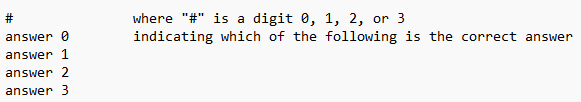 #               where "#" is a digit 0, 1, 2, or 3
answer 0        indicating which of the following is the correct answer
answer 1
answer 2
answer 3